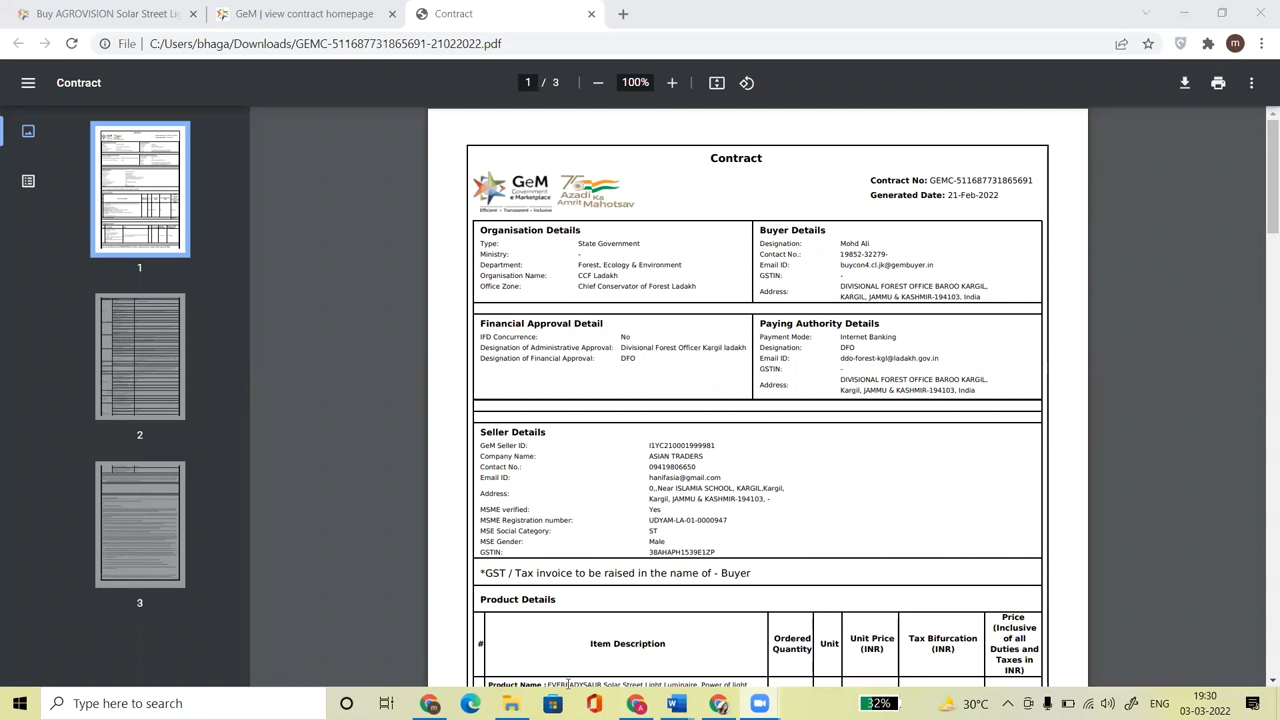 Buy AGROVISION Solar Street Lig
GeM | view contract homepage
Contract
File
C:/Users/bhaga/Downloads/GEMC-511687731865691-21022022.pdf
m
Contract
1 / 3
100%
1
2
3
Contract
GeM
Government
e Marketplace
Efficient • Transparent • Inclusive
Azadi Ka
Amrit Mahotsav
Contract No: GEMC-511687731865691
Generated Date: 21-Feb-2022
Organisation Details
Type: State Government
Ministry: -
Department: Forest, Ecology & Environment
Organisation Name: CCF Ladakh
Office Zone: Chief Conservator of Forest Ladakh
Buyer Details
Designation: Mohd Ali
Contact No.: 19852-32279-
Email ID: buycon4.cl.jk@gembuyer.in
GSTIN: -
Address: DIVISIONAL FOREST OFFICE BAROO KARGIL,
KARGIL, JAMMU & KASHMIR-194103, India
Financial Approval Detail
IFD Concurrence: No
Designation of Administrative Approval: Divisional Forest Officer Kargil ladakh
Designation of Financial Approval: DFO
Paying Authority Details
Payment Mode: Internet Banking
Designation: DFO
Email ID: ddo-forest-kgl@ladakh.gov.in
GSTIN: -
Address: DIVISIONAL FOREST OFFICE BAROO KARGIL,
Kargil, JAMMU & KASHMIR-194103, India
Seller Details
GeM Seller ID: I1YC210001999981
Company Name: ASIAN TRADERS
Contact No.: 09419806650
Email ID: hanifasia@gmail.com
Address: 0,,Near ISLAMIA SCHOOL, KARGIL,Kargil,
Kargil, JAMMU & KASHMIR-194103, -
MSME verified: Yes
MSME Registration number: UDYAM-LA-01-0000947
MSE Social Category: ST
MSE Gender: Male
GSTIN: 38AHAPH1539E1ZP
*GST / Tax invoice to be raised in the name of - Buyer
Product Details
# Item Description Ordered Quantity Unit Unit Price (INR) Tax Bifurcation (INR) Price (Inclusive of all Duties and Taxes in INR)
Product Name : EVEREADYSAUR Solar Street Light Luminaire, Power of light
Type here to search
32%
30°C
ENG
19:30
03-03-2022